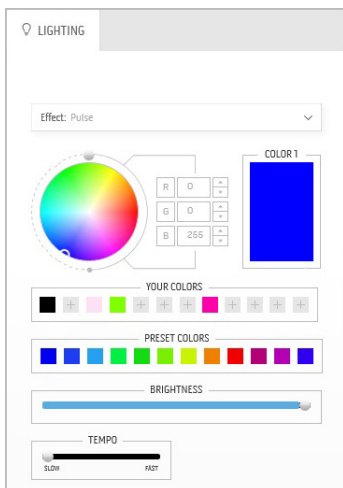 LIGHTING
Effect: Pulse
COLOR 1
R 0
G 0
B 255
YOUR COLORS
PRESET COLORS
BRIGHTNESS
TEMPO
SLOW FAST